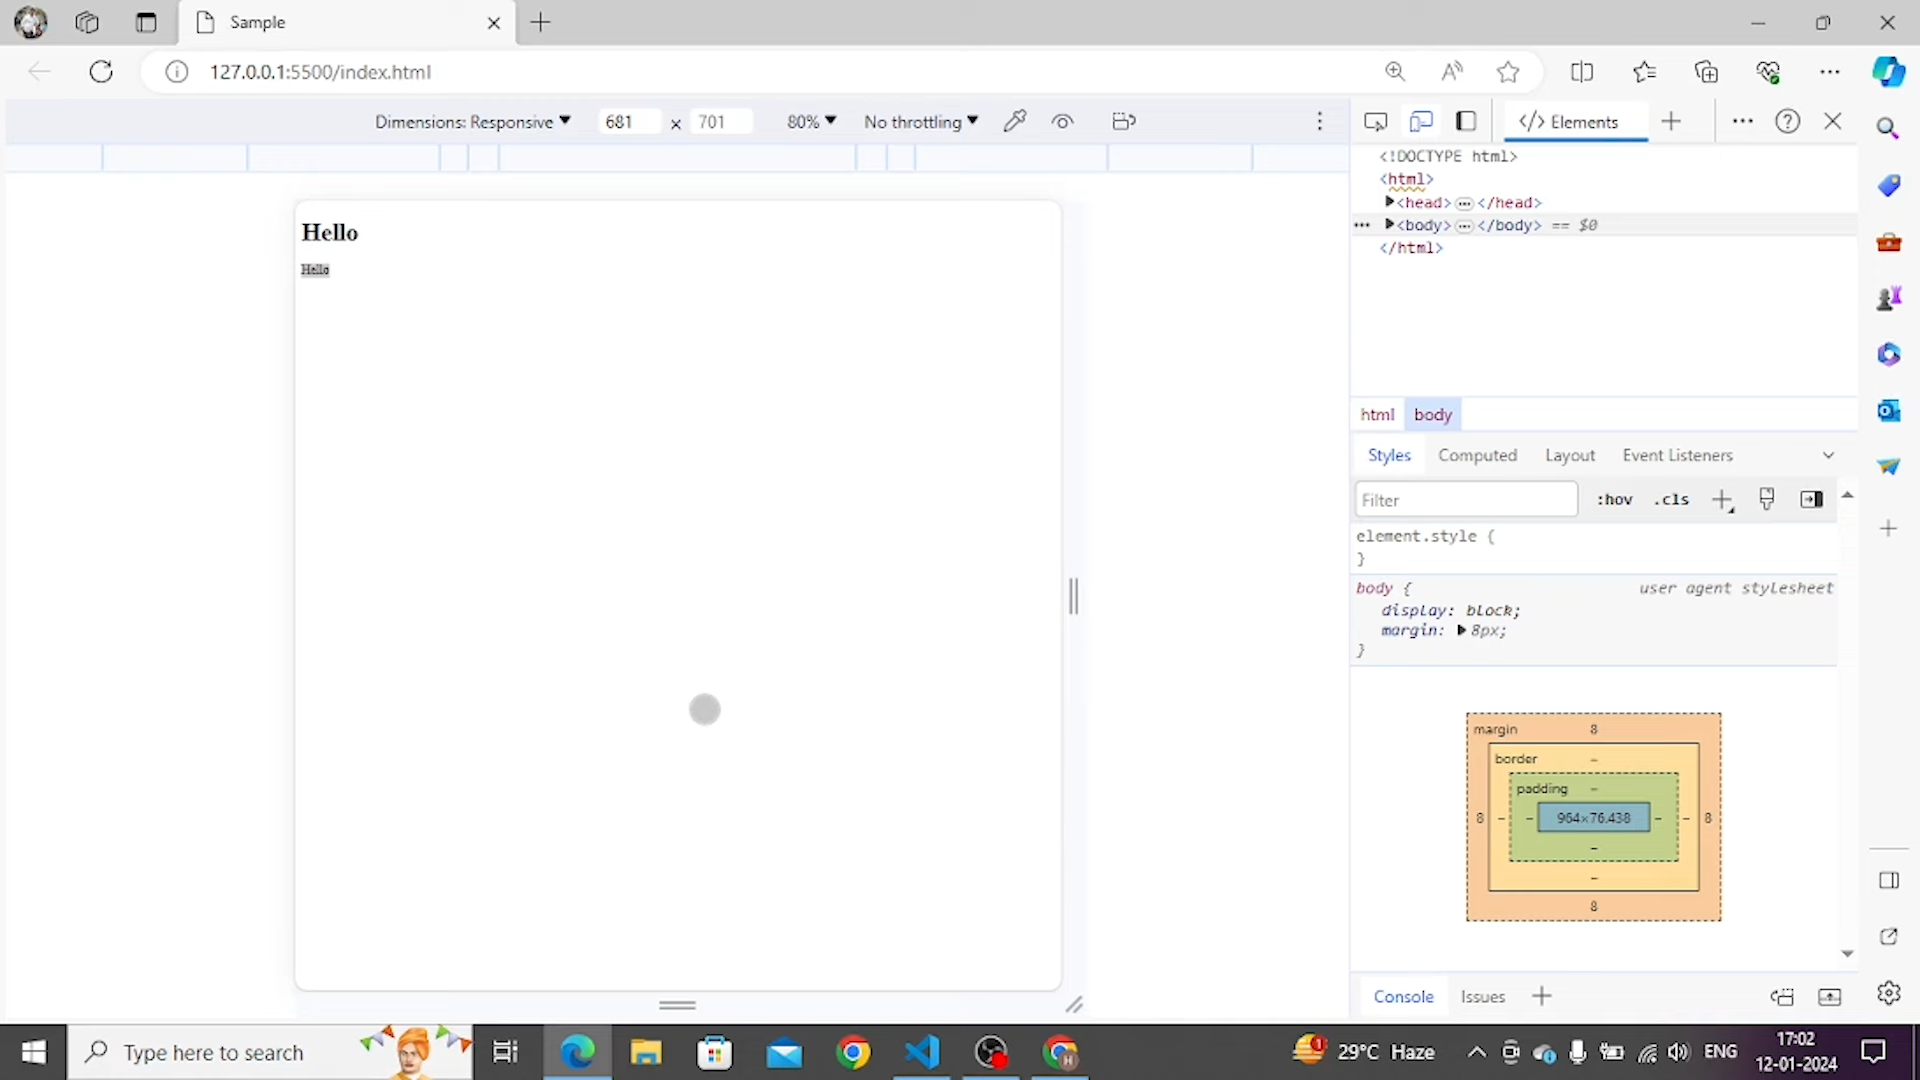 Sample
127.0.0.1:5500/index.html
Dimensions: Responsive 681 x 701 80% No throttling
Elements
Hello
Hello
<!DOCTYPE html>
<html>
<head> … </head>
<body> … </body> == $0
</html>
html body
Styles Computed Layout Event Listeners
Filter :hov .cls
element.style {
}
body { user agent stylesheet
display: block;
margin: 8px;
}
margin 8
border –
padding –
8 – – 964×76.438 – – 8
–
–
8
Console Issues
Type here to search
1 29°C Haze ENG 17:02
12-01-2024